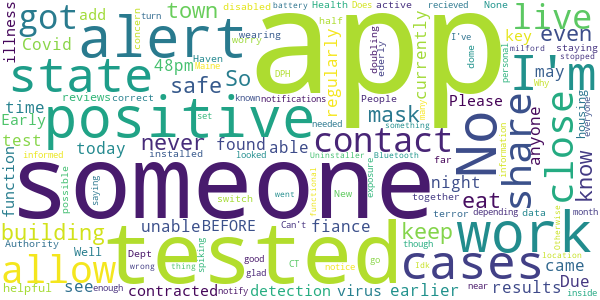 illness
Covid
add
got
alert
town
disabled
battery
Health
recieved
Does
active
None
turn
concern
worry
wearing
half
app
I've
doubling
ederly
dome
personal
milford
staying
stopped
Why
live
key
even
state
safe
48pm
So
Haven
Maine
DPH
notifications
People
regularly
currently
Please
I'm
may
time
Early
reviews
correct
installed
known
set
needed
something
many
mask
positive
never
found
able
contact
No
share
anyone
close
know
housing
everyone
test
today
informed
looked
Uninstaller
Bluetooth
far
function
possible
saying
someone
went
functional
New
exposure
together
night
eat
information
switch
Can't
terror
depending
data
month
building
unable
BEFORE
fiance
keep
though
Otherwise
location
work
Authority
Well
tested
Dept
wrong
thing
spiking
good
glad
CT
go
notice
Idk
cases
came
Due
allow
see
helpful
enough
contracted
notify
detection
virus
earlier
near
results
inside